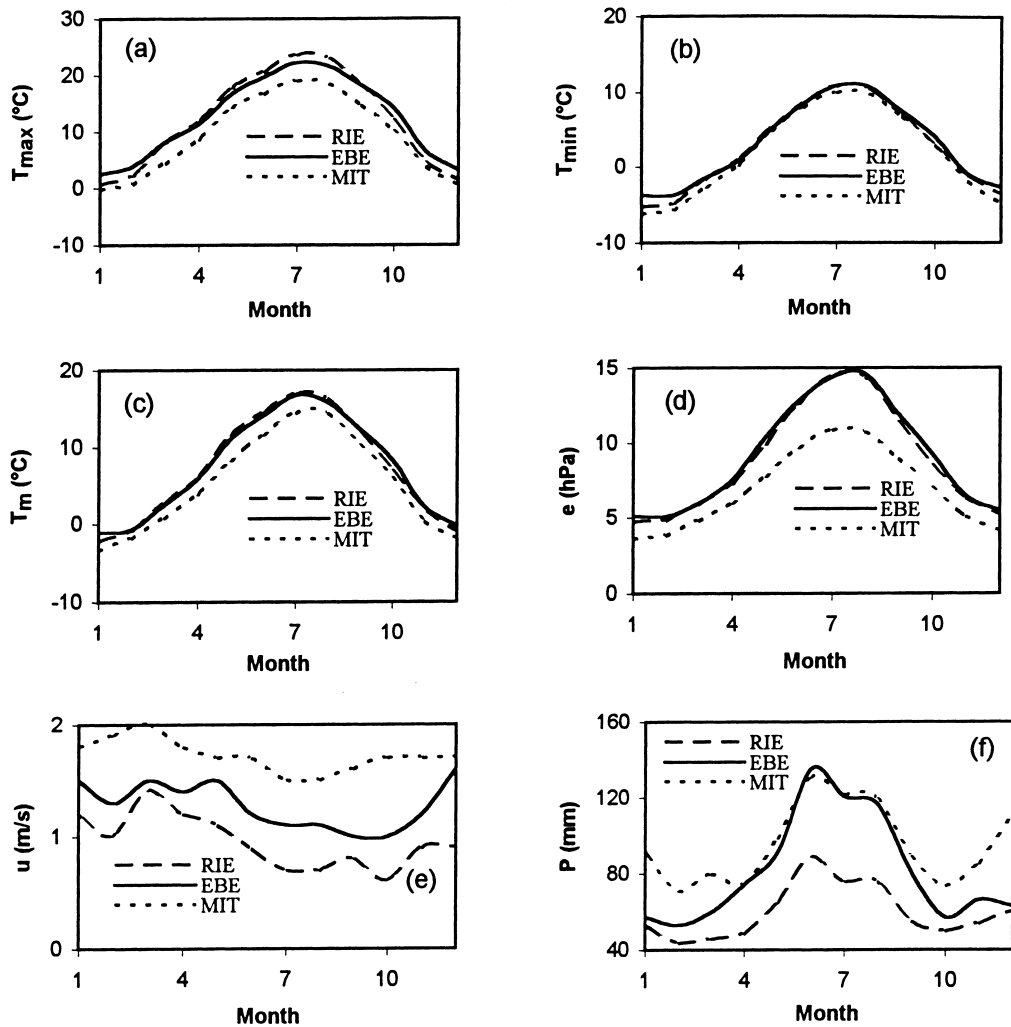 (a)
30
20
10
0
-10
T_max (°C)
RIE
EBE
MIT
1 4 7 10
Month
(b)
20
10
0
-10
T_min (°C)
RIE
EBE
MIT
1 4 7 10
Month
(c)
20
10
0
-10
T_m (°C)
RIE
EBE
MIT
1 4 7 10
Month
(d)
15
10
5
0
e (hPa)
RIE
EBE
MIT
1 4 7 10
Month
2
1
0
u (m/s)
RIE
EBE
MIT
(e)
1 4 7 10
Month
160
120
80
40
P (mm)
RIE
EBE
MIT
(f)
1 4 7 10
Month